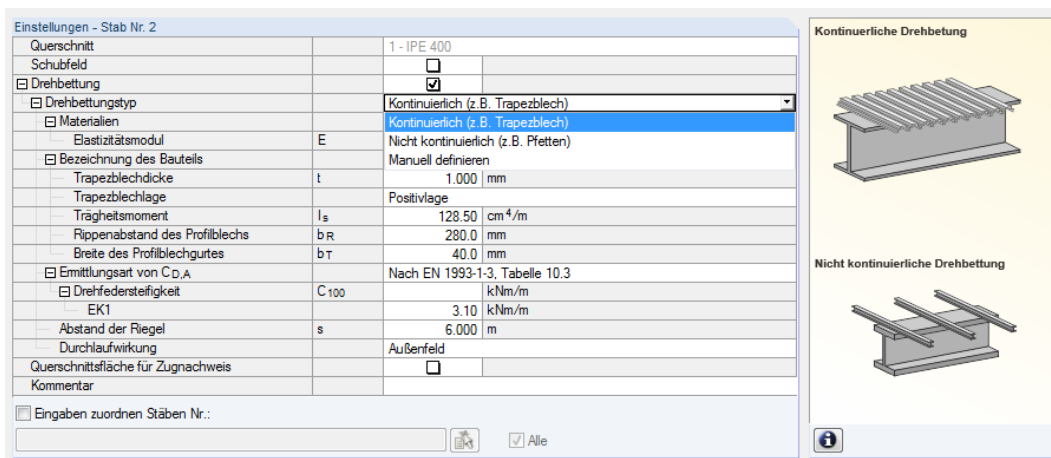 Einstellungen - Stab Nr. 2
Querschnitt 1 - IPE 400
Schubfeld
Drehbettung
Drehbettungstyp Kontinuierlich (z.B. Trapezblech)
Materialien Kontinuierlich (z.B. Trapezblech)
Elastizitätsmodul E Nicht kontinuierlich (z.B. Pfetten)
Bezeichnung des Bauteils Manuell definieren
Trapezblechdicke t 1.000 mm
Trapezblechlage Positivlage
Trägheitsmoment Is 128.50 cm4/m
Rippenabstand des Profilblechs bR 280.0 mm
Breite des Profilblechgurtes bT 40.0 mm
Ermittlungsart von CD,A Nach EN 1993-1-3, Tabelle 10.3
Drehfedersteifigkeit C100 kNm/m
EK1 3.10 kNm/m
Abstand der Riegel s 6.000 m
Durchlaufwirkung Außenfeld
Querschnittsfläche für Zugnachweis
Kommentar
Eingaben zuordnen Stäben Nr.:
Alle
Kontinuerliche Drehbetung
Nicht kontinuierliche Drehbettung